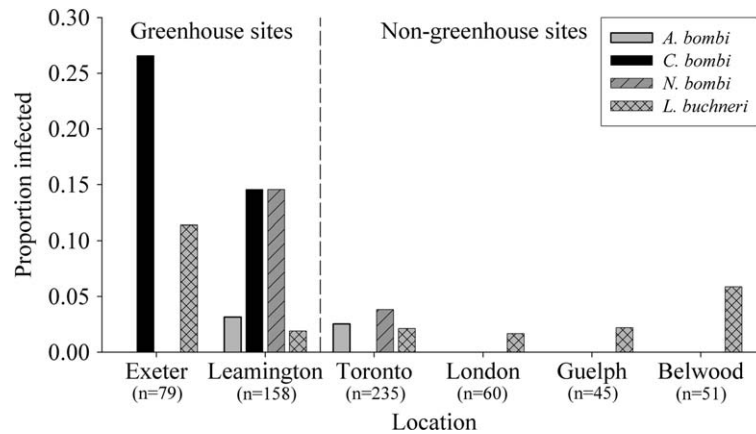 Greenhouse sites
Non-greenhouse sites
A. bombi
C. bombi
N. bombi
L. buchneri
Proportion infected
0.30
0.25
0.20
0.15
0.10
0.05
0.00
Exeter Leamington Toronto London Guelph Belwood
(n=79) (n=158) (n=235) (n=60) (n=45) (n=51)
Location